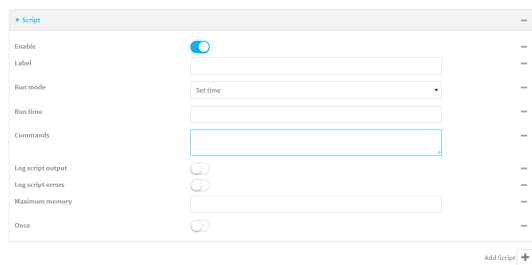 ▼ Script
Enable
Label
Run mode Set time
Run time
Commands
Log script output
Log script errors
Maximum memory
Once
Add Script